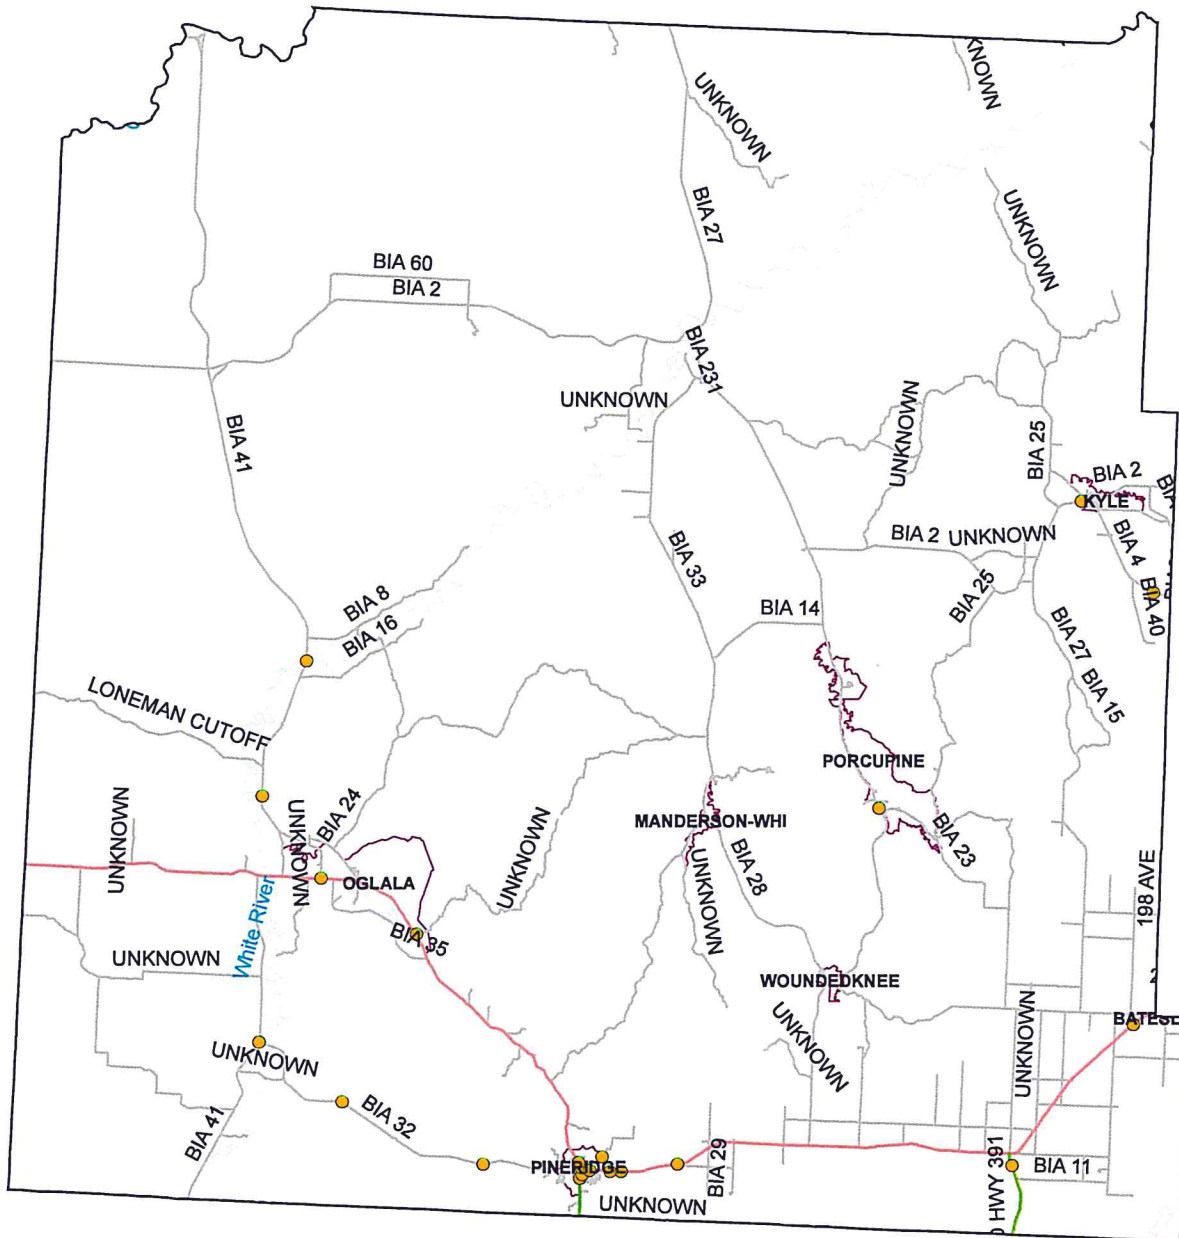 KNOWN
UNKNOWN
BIA 27
UNKNOWN
BIA 60
BIA 2
BIA 231
UNKNOWN
UNKNOWN
BIA 41
BIA 25
BIA 2
BIA
KYLE
BIA 33
BIA 2
UNKNOWN
BIA 4
BIA 25
BIA 40
BIA 8
BIA 14
BIA 16
BIA 27
BIA 15
LONEMAN CUTOFF
PORCUPINE
UNKNOWN
UNKNOWN
BIA 24
MANDERSON-WHI
UNKNOWN
BIA 23
BIA 28
UNKNOWN
OGLALA
198 AVE
White River
BIA 35
UNKNOWN
WOUNDEDKNEE
2
UNKNOWN
UNKNOWN
BATESL
UNKNOWN
BIA 32
BIA 41
PINERIDGE
BIA 29
HWY 391
BIA 11
UNKNOWN